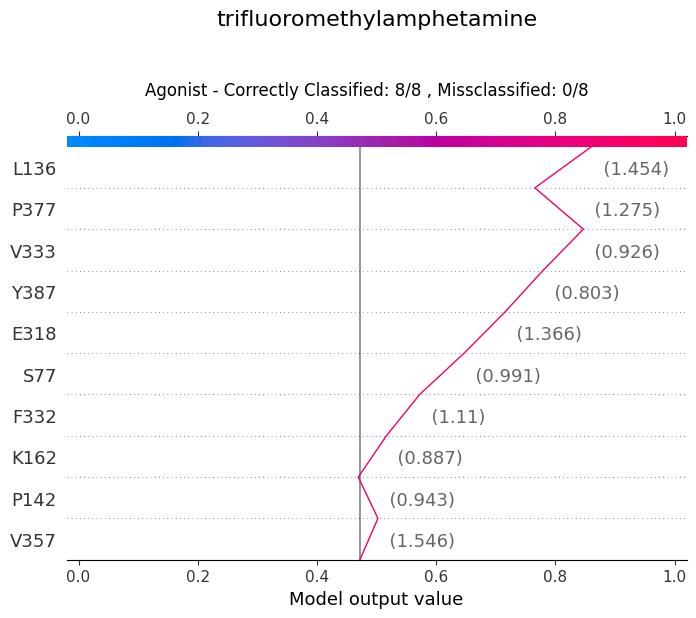 trifluoromethylamphetamine
Agonist - Correctly Classified: 8/8 , Missclassified: 0/8
0.0 0.2 0.4 0.6 0.8 1.0
L136 (1.454)
P377 (1.275)
V333 (0.926)
Y387 (0.803)
E318 (1.366)
S77 (0.991)
F332 (1.11)
K162 (0.887)
P142 (0.943)
V357 (1.546)
0.0 0.2 0.4 0.6 0.8 1.0
Model output value